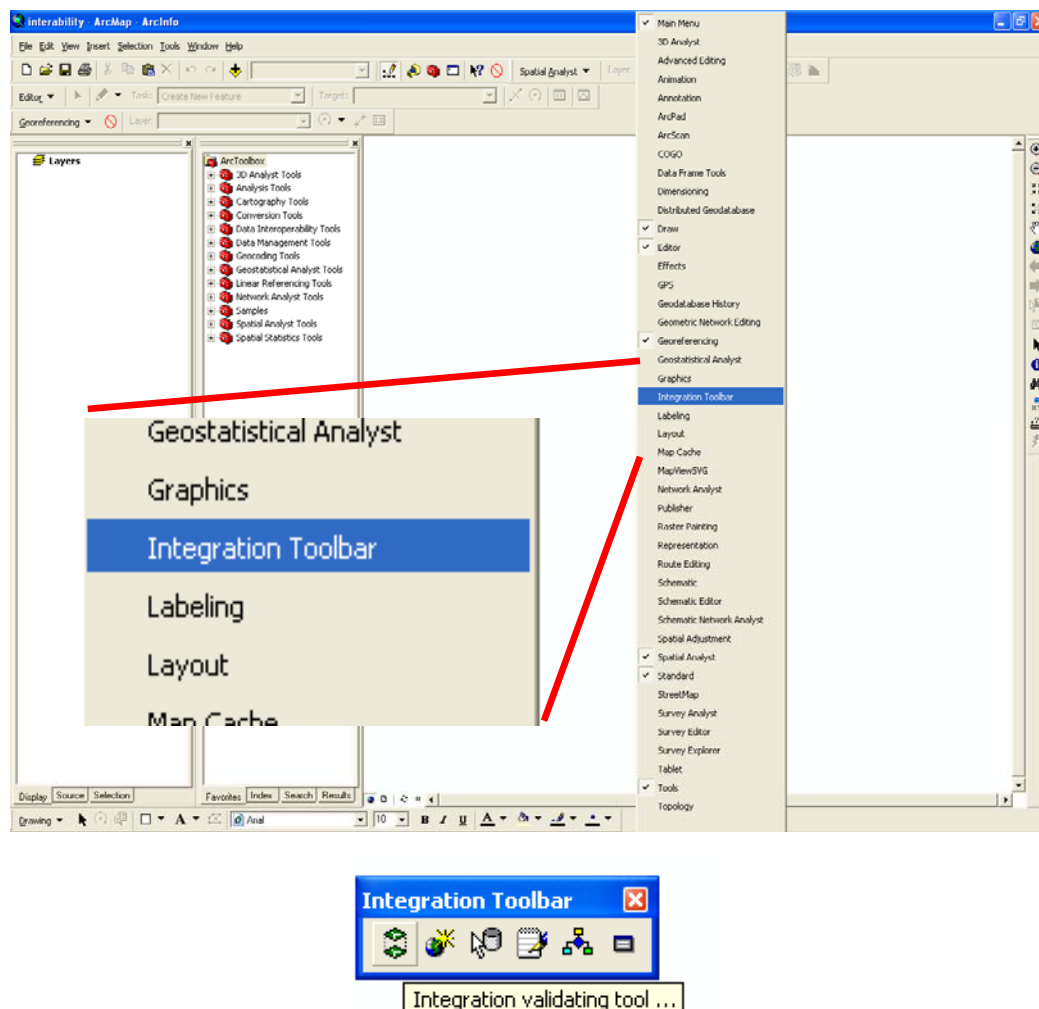 interability - ArcMap - ArcInfo
File Edit View Insert Selection Tools Window Help
Spatial Analyst Layer:
Editor Task: Create New Feature Target:
Georeferencing Layer:
Layers
ArcToolbox
3D Analyst Tools
Analysis Tools
Cartography Tools
Conversion Tools
Data Interoperability Tools
Data Management Tools
Geocoding Tools
Geostatistical Analyst Tools
Linear Referencing Tools
Network Analyst Tools
Samples
Spatial Analyst Tools
Spatial Statistics Tools
Main Menu
3D Analyst
Advanced Editing
Animation
Annotation
ArcPad
ArcScan
COGO
Data Frame Tools
Dimensioning
Distributed Geodatabase
Draw
Editor
Effects
GPS
Geodatabase History
Geometric Network Editing
Georeferencing
Geostatistical Analyst
Graphics
Integration Toolbar
Labeling
Layout
Map Cache
MapViewSVG
Network Analyst
Publisher
Raster Painting
Representation
Route Editing
Schematic
Schematic Editor
Schematic Network Analyst
Spatial Adjustment
Spatial Analyst
Standard
StreetMap
Survey Analyst
Survey Editor
Survey Explorer
Tablet
Tools
Topology
Geostatistical Analyst
Graphics
Integration Toolbar
Labeling
Layout
Map Cache
Display Source Selection
Favorites Index Search Results
Drawing A Arial 10 B I U A
Integration Toolbar
Integration validating tool ...